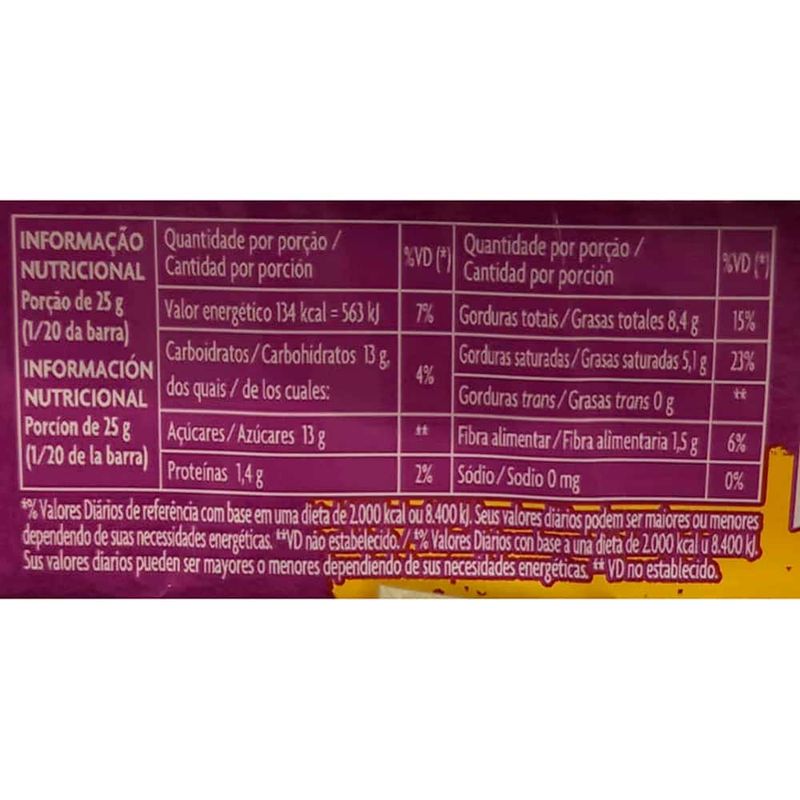 INFORMAÇÃO
NUTRICIONAL
Porção de 25 g
(1/20 da barra)
INFORMACIÓN
NUTRICIONAL
Porcíon de 25 g
(1/20 de la barra)
Quantidade por porção /
Cantidad por porción
%VD (*)
Valor energético 134 kcal = 563 kJ 7%
Carboidratos/Carbohidratos 13 g,
dos quais / de los cuales:
4%
Açúcares/Azúcares 13 g **
Proteínas 1,4 g 2%
Quantidade por porção /
Cantidad por porción
%VD (*)
Gorduras totais/Grasas totales 8,4 g 15%
Gorduras saturadas/Grasas saturadas 5,1 g 23%
Gorduras trans/Grasas trans 0 g **
Fibra alimentar/Fibra alimentaria 1,5 g 6%
Sódio/Sodio 0 mg 0%
*% Valores Diários de referência com base em uma dieta de 2.000 kcal ou 8.400 kJ. Seus valores diários podem ser maiores ou menores
dependendo de suas necessidades energéticas. **VD não estabelecido. / *% Valores Diarios con base a una dieta de 2.000 kcal u 8.400 kJ.
Sus valores diarios pueden ser mayores o menores dependiendo de sus necesidades energéticas. ** VD no establecido.